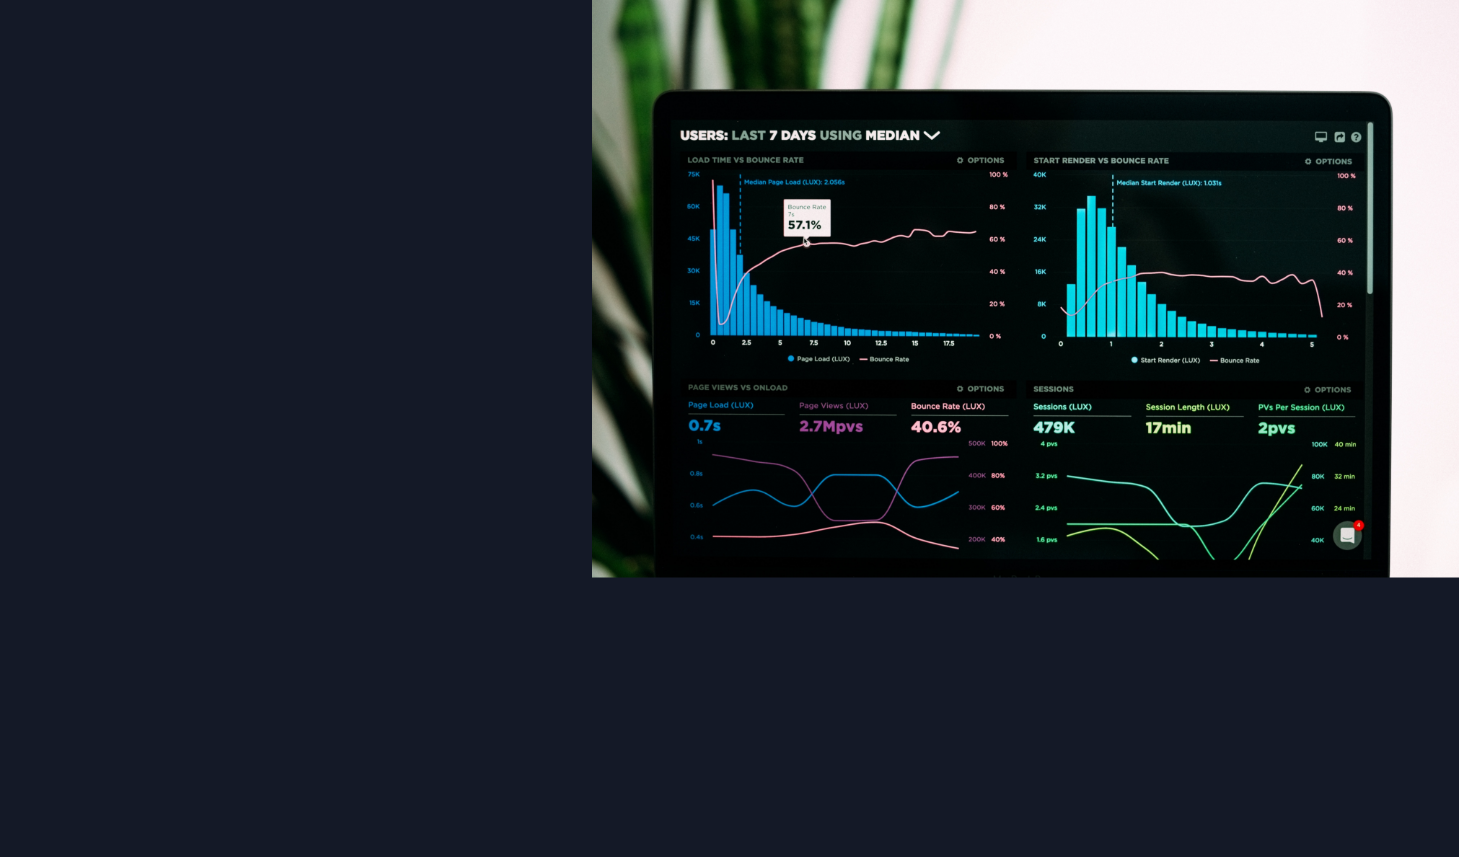 USERS: LAST 7 DAYS USING MEDIAN
LOAD TIME VS BOUNCE RATE
OPTIONS
75K
60K
45K
30K
15K
0
Median Page Load (LUX): 2.056s
Bounce Rate
7s
57.1%
100 %
80 %
60 %
40 %
20 %
0 %
0 2.5 5 7.5 10 12.5 15 17.5
Page Load (LUX) Bounce Rate
START RENDER VS BOUNCE RATE
OPTIONS
40K
32K
24K
16K
8K
0
Median Start Render (LUX): 1.031s
100 %
80 %
60 %
40 %
20 %
0 %
0 1 2 3 4 5
Start Render (LUX) Bounce Rate
PAGE VIEWS VS ONLOAD
OPTIONS
Page Load (LUX)
0.7s
Page Views (LUX)
2.7Mpvs
Bounce Rate (LUX)
40.6%
1s
0.8s
0.6s
0.4s
500K 100%
400K 80%
300K 60%
200K 40%
SESSIONS
OPTIONS
Sessions (LUX)
479K
Session Length (LUX)
17min
PVs Per Session (LUX)
2pvs
4 pvs
3.2 pvs
2.4 pvs
1.6 pvs
100K 40 min
80K 32 min
60K 24 min
40K
4